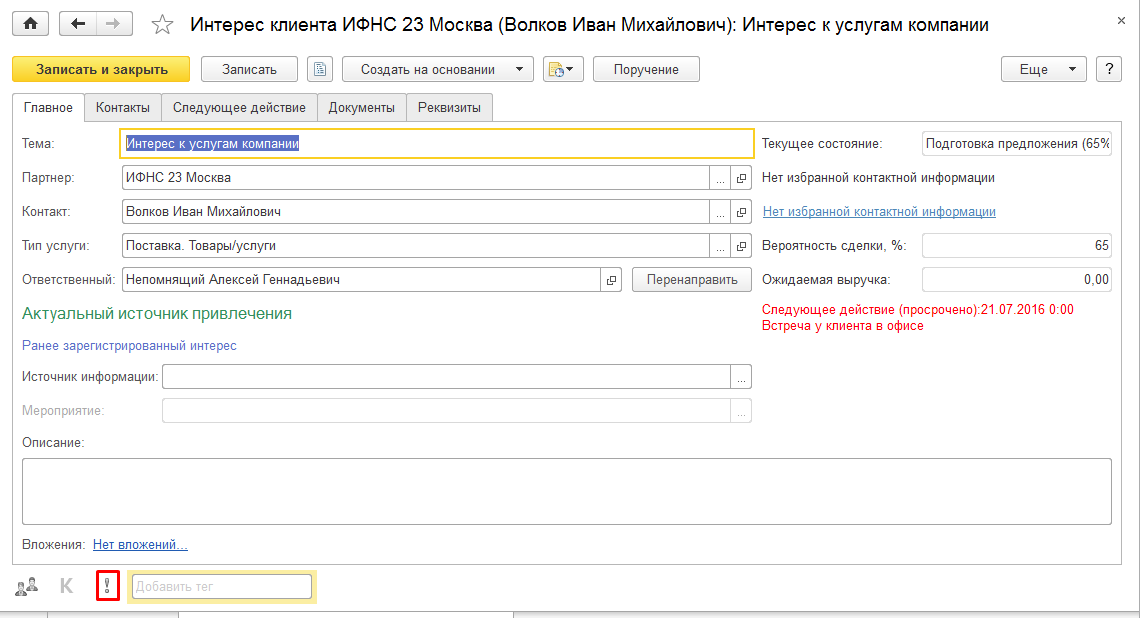 Интерес клиента ИФНС 23 Москва (Волков Иван Михайлович): Интерес к услугам компании
Записать и закрыть
Записать
Создать на основании
Поручение
Еще
?
Главное
Контакты
Следующее действие
Документы
Реквизиты
Тема: Интерес к услугам компании
Текущее состояние: Подготовка предложения (65%
Партнер: ИФНС 23 Москва ...
Нет избранной контактной информации
Контакт: Волков Иван Михайлович ...
Нет избранной контактной информации
Тип услуги: Поставка. Товары/услуги ...
Вероятность сделки, %: 65
Ответственный: Непомнящий Алексей Геннадьевич
Перенаправить
Ожидаемая выручка: 0,00
Актуальный источник привлечения
Следующее действие (просрочено):21.07.2016 0:00
Встреча у клиента в офисе
Ранее зарегистрированный интерес
Источник информации: ...
Мероприятие: ...
Описание:
Вложения: Нет вложений...
К
!
Добавить тег